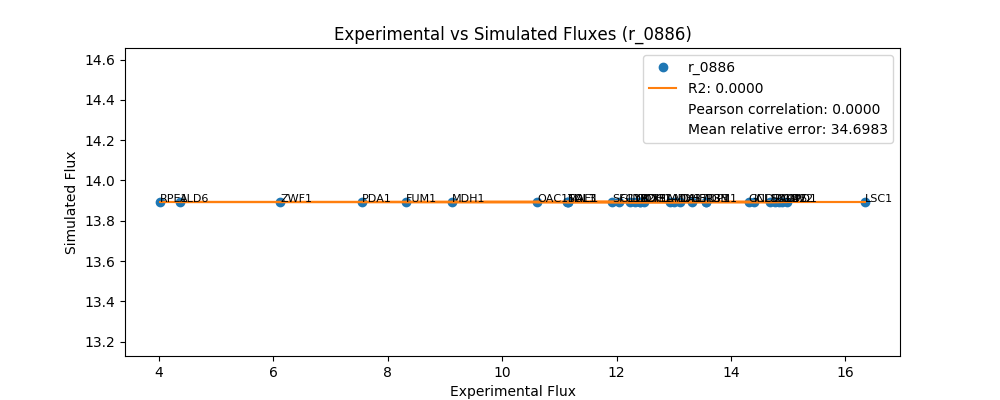 Experimental vs Simulated Fluxes (r_0886)
r_0886
R2: 0.0000
Pearson correlation: 0.0000
Mean relative error: 34.6983
14.6
14.4
14.2
14.0
13.8
13.6
13.4
13.2
Simulated Flux
ALD6 ZWF1 PDA1 FUM1 MDH1 LSC1
4 6 8 10 12 14 16
Experimental Flux